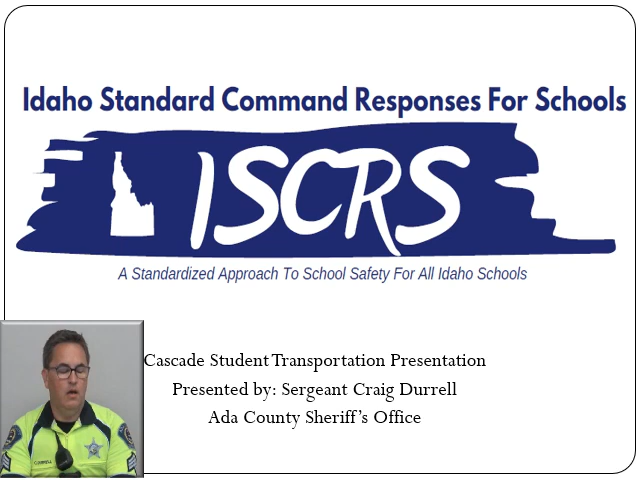 Idaho Standard Command Responses For Schools
ISCRS
A Standardized Approach To School Safety For All Idaho Schools
Cascade Student Transportation Presentation
Presented by: Sergeant Craig Durrell
Ada County Sheriff’s Office